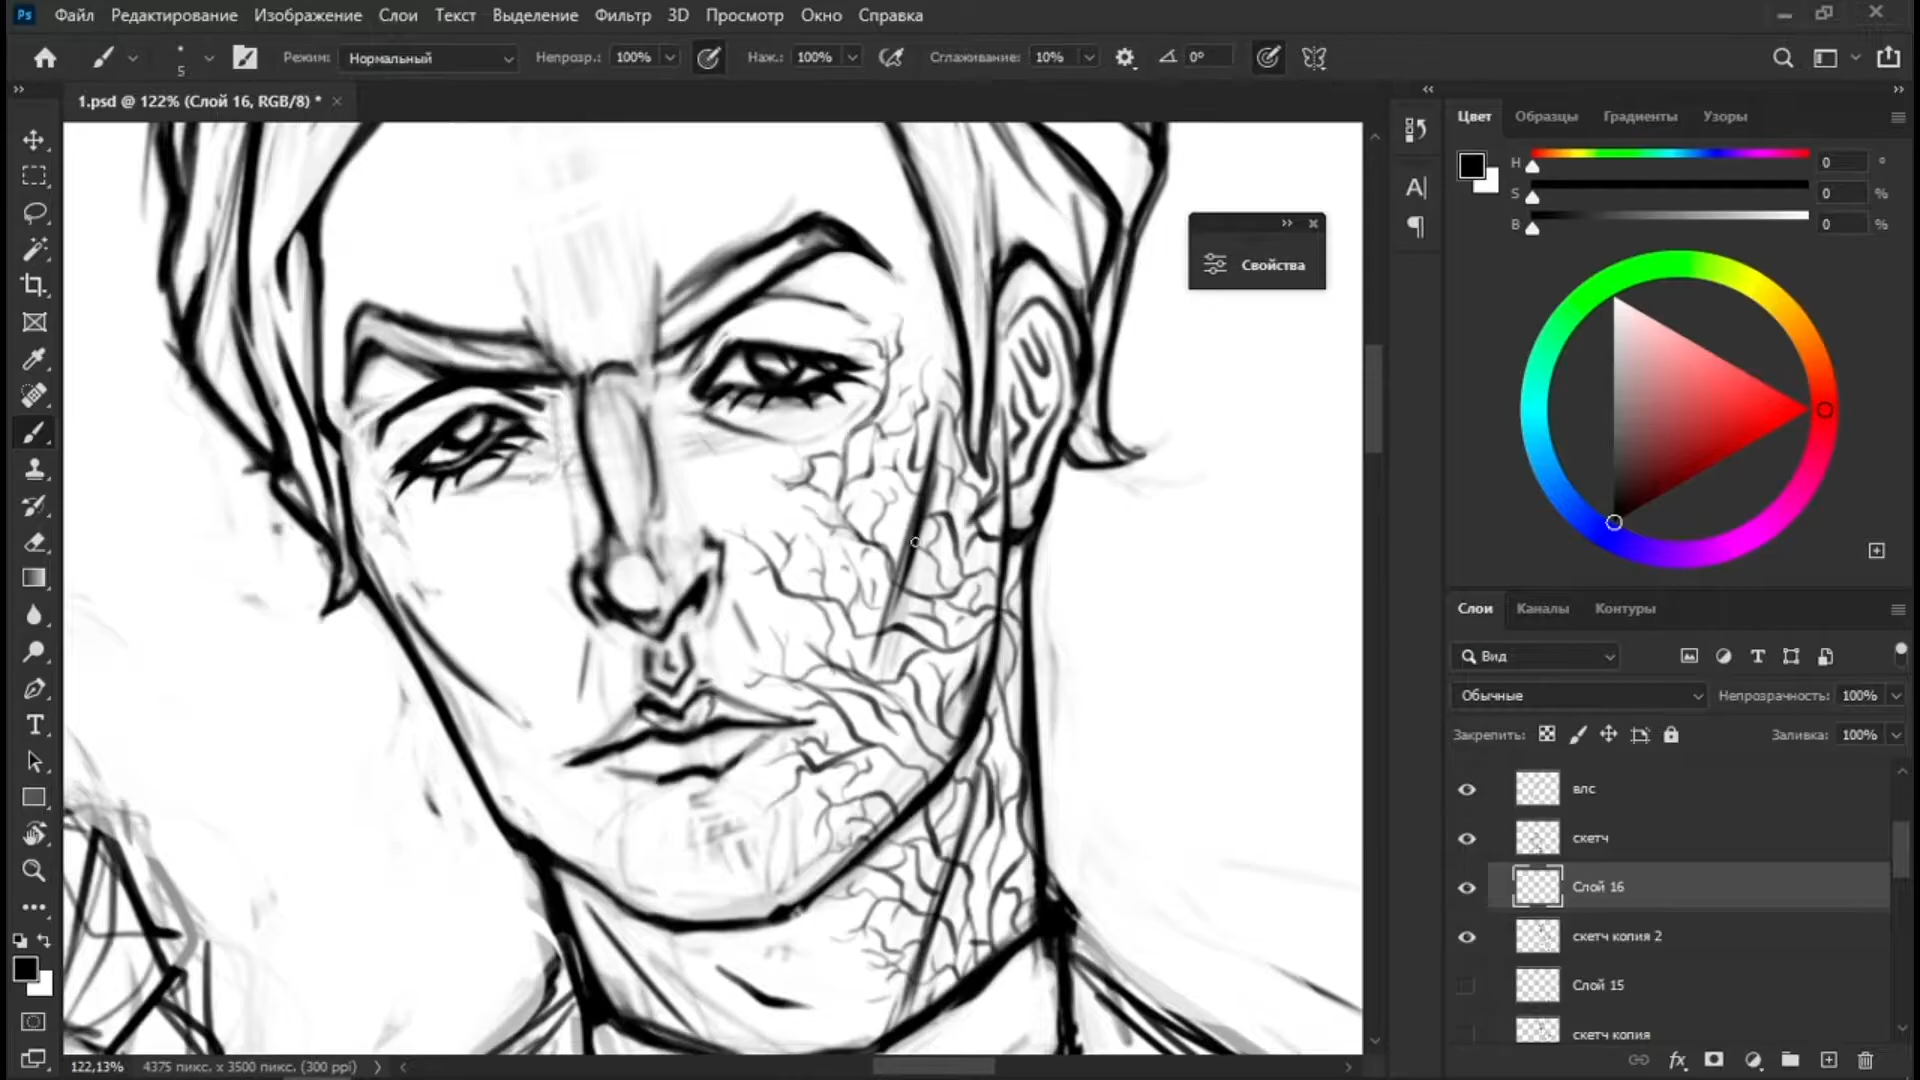 Ps Файл Редактирование Изображение Слои Текст Выделение Фильтр 3D Просмотр Окно Справка
5 Режим: Нормальный Непрозр.: 100% Наж.: 100% Сглаживание: 10% 0°
1.psd @ 122% (Слой 16, RGB/8) *
Цвет Образцы Градиенты Узоры
H 0 °
S 0 %
B 0 %
Свойства
Слои Каналы Контуры
Вид
Обычные Непрозрачность: 100%
Закрепить: Заливка: 100%
влс
скетч
Слой 16
скетч копия 2
Слой 15
скетч копия
122,13% 4375 пикс. x 3500 пикс. (300 ppi)